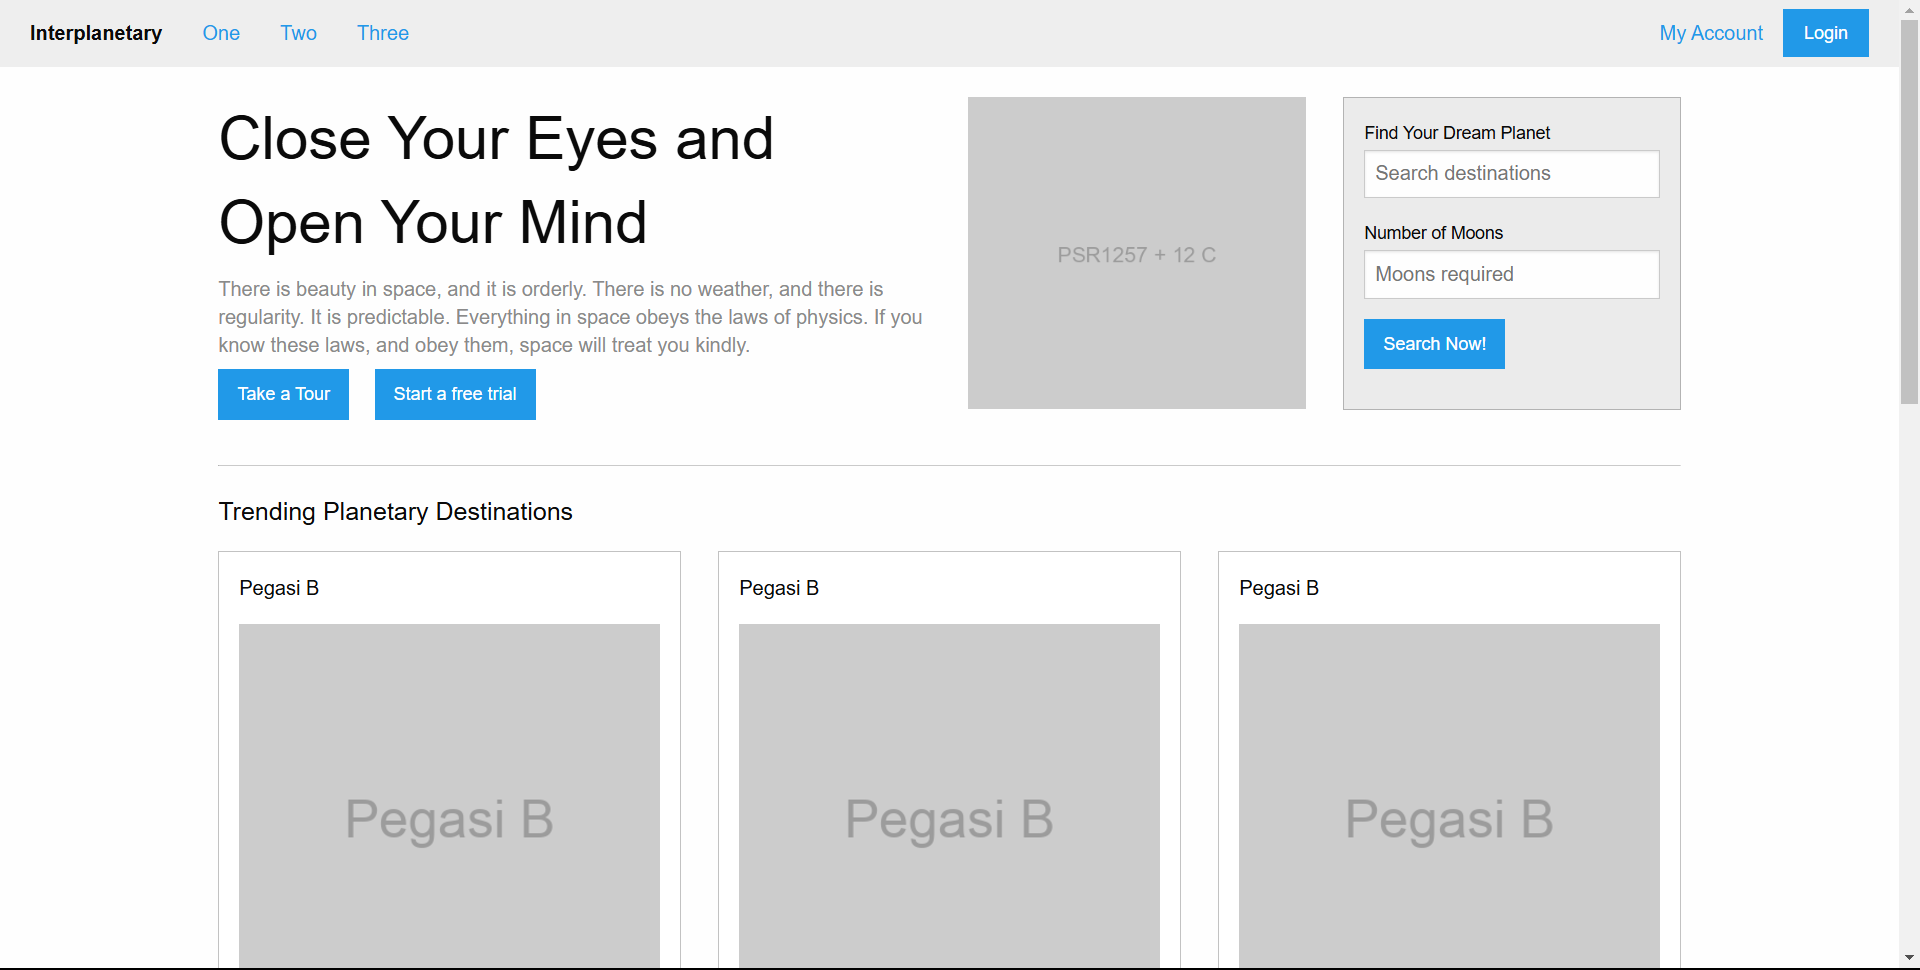 Interplanetary One Two Three My Account Login
Close Your Eyes and
Open Your Mind
There is beauty in space, and it is orderly. There is no weather, and there is
regularity. It is predictable. Everything in space obeys the laws of physics. If you
know these laws, and obey them, space will treat you kindly.
Take a Tour Start a free trial
PSR1257 + 12 C
Find Your Dream Planet
Search destinations
Number of Moons
Moons required
Search Now!
Trending Planetary Destinations
Pegasi B
Pegasi B
Pegasi B
Pegasi B
Pegasi B
Pegasi B